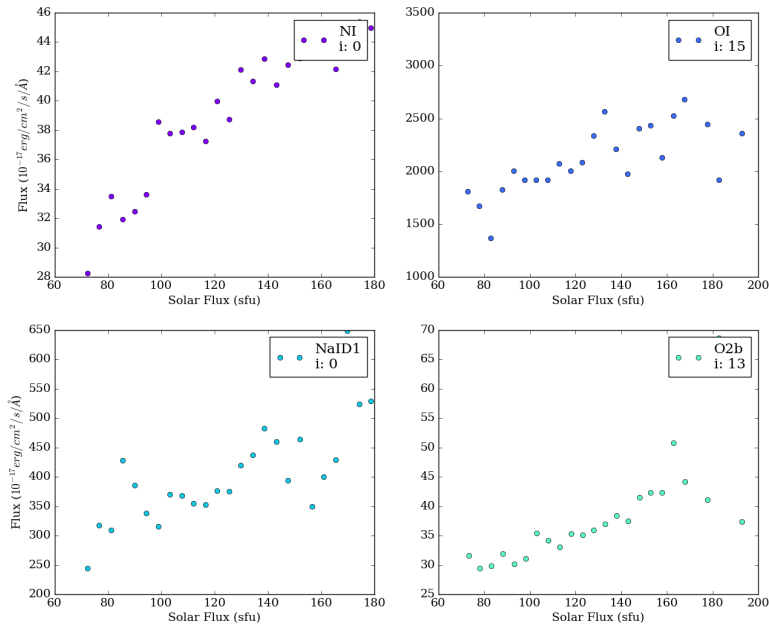 46
44
42
40
38
36
34
32
30
28
Flux (10⁻¹⁷erg/cm²/s/Å)
NI
i: 0
60 80 100 120 140 160 180
Solar Flux (sfu)
3500
3000
2500
2000
1500
1000
OI
i: 15
60 80 100 120 140 160 180 200
Solar Flux (sfu)
650
600
550
500
450
400
350
300
250
200
Flux (10⁻¹⁷erg/cm²/s/Å)
NaID1
i: 0
60 80 100 120 140 160 180
Solar Flux (sfu)
70
65
60
55
50
45
40
35
30
25
O2b
i: 13
60 80 100 120 140 160 180 200
Solar Flux (sfu)